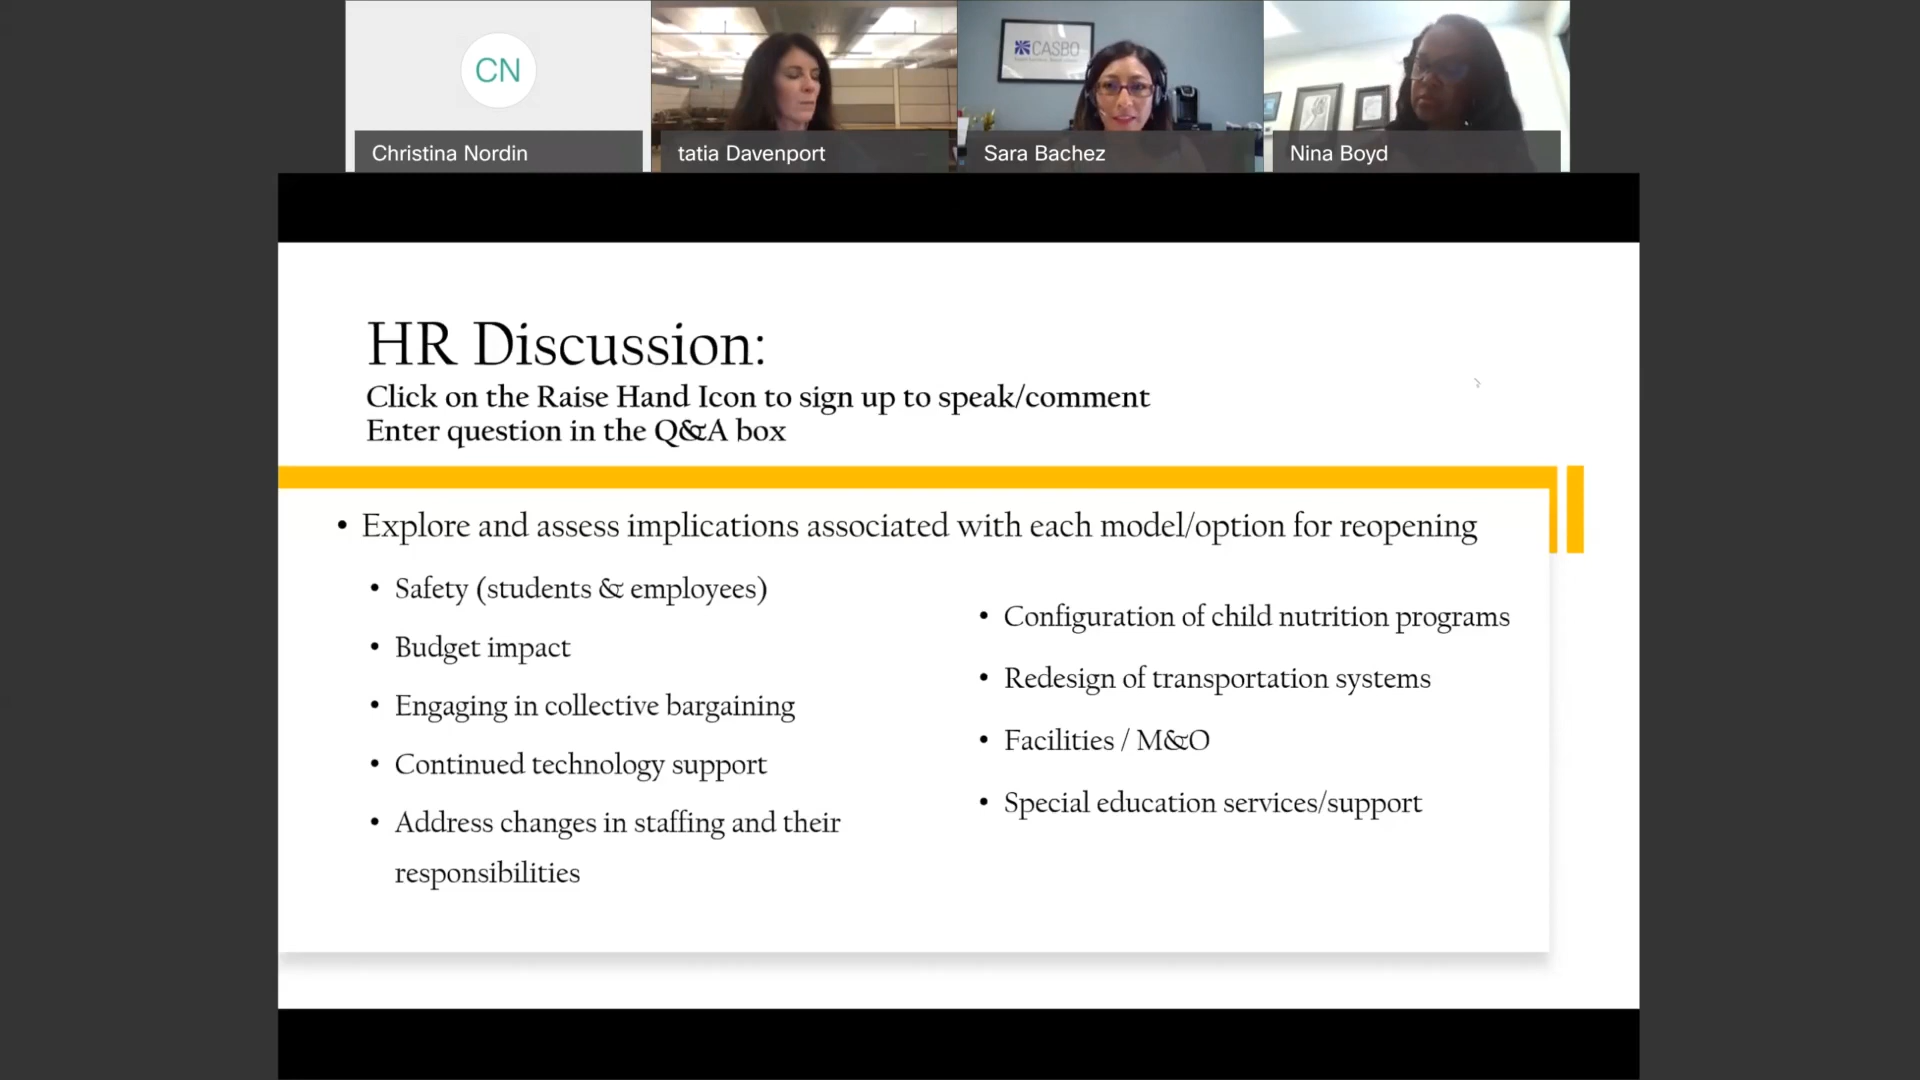 CN
Christina Nordin
tatia Davenport
CASBO
Sara Bachez
Nina Boyd
HR Discussion:
Click on the Raise Hand Icon to sign up to speak/comment
Enter question in the Q&A box
• Explore and assess implications associated with each model/option for reopening
• Safety (students & employees)
• Budget impact
• Engaging in collective bargaining
• Continued technology support
• Address changes in staffing and their
responsibilities
• Configuration of child nutrition programs
• Redesign of transportation systems
• Facilities / M&O
• Special education services/support